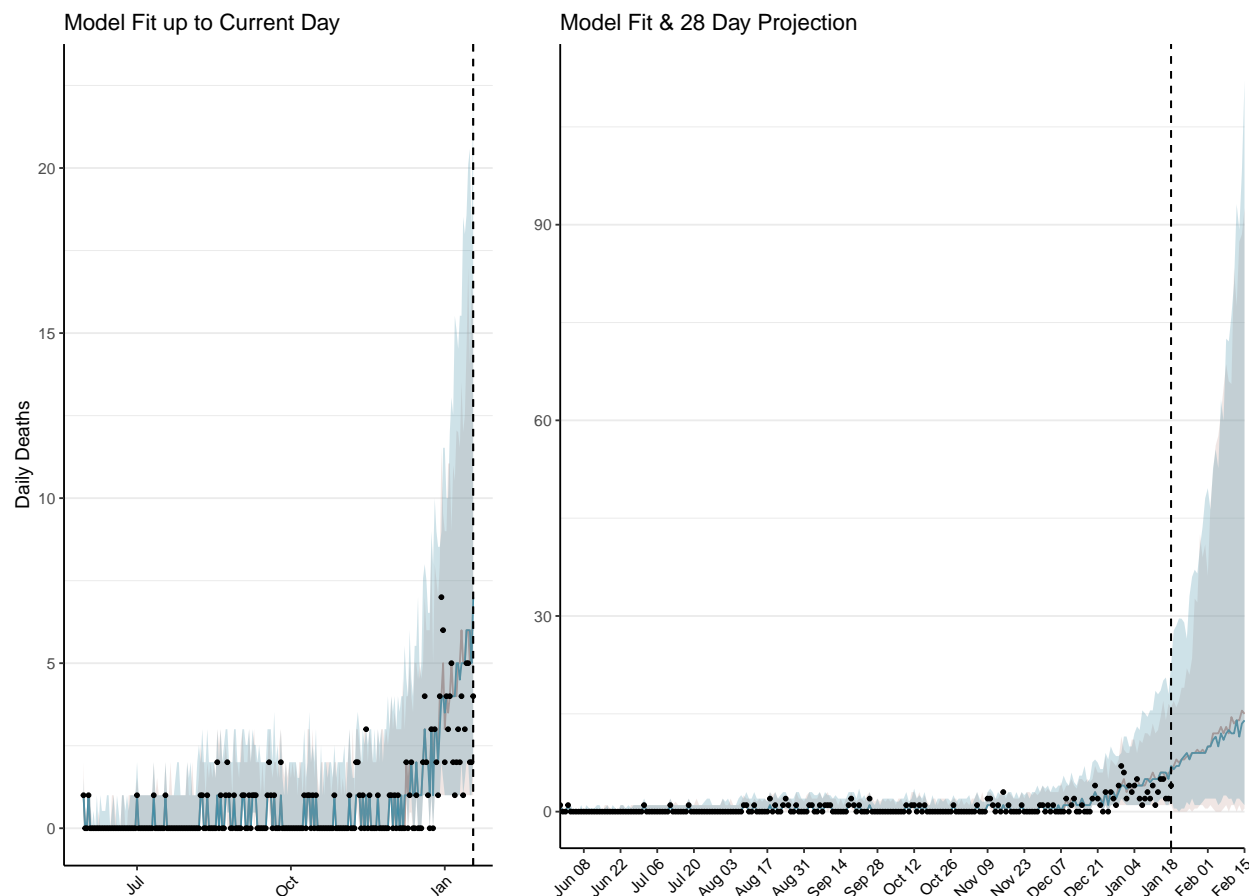 Model Fit up to Current Day
Daily Deaths
20
15
10
5
0
Jul
Oct
Jan
Model Fit & 28 Day Projection
90
60
30
0
Jun 08
Jun 22
Jul 06
Jul 20
Aug 03
Aug 17
Aug 31
Sep 14
Sep 28
Oct 12
Oct 26
Nov 09
Nov 23
Dec 07
Dec 21
Jan 04
Jan 18
Feb 01
Feb 15